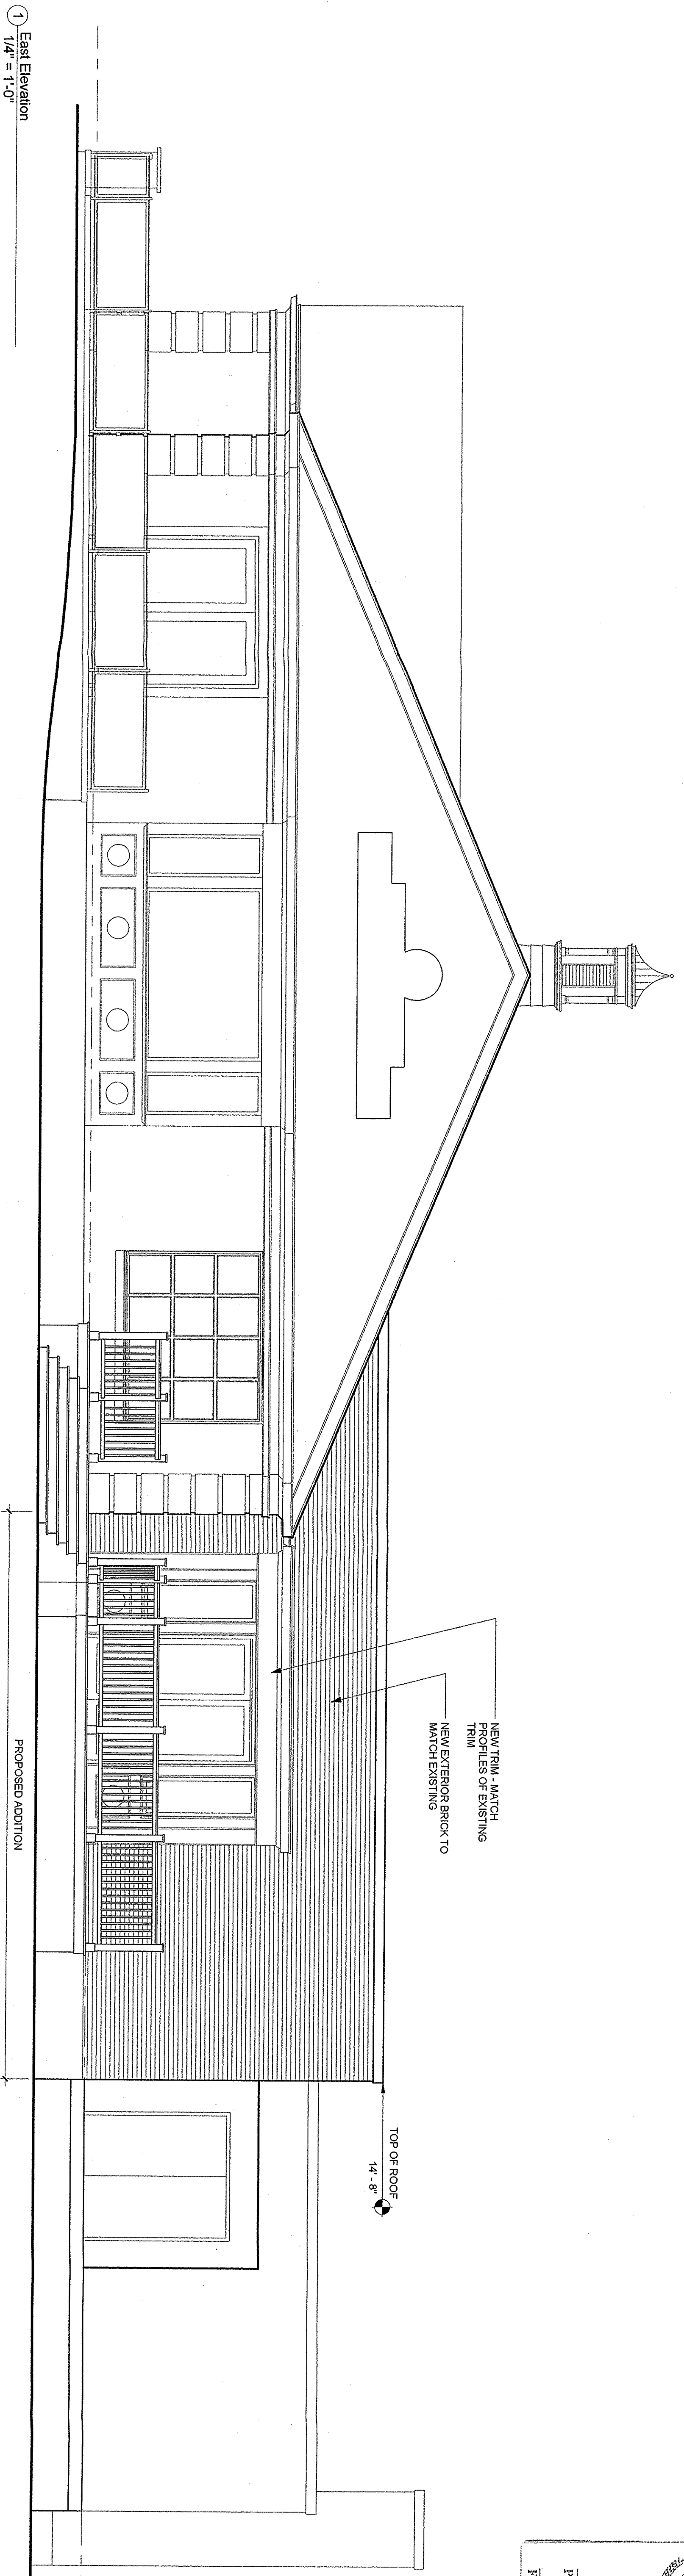 1
East Elevation
1/4" = 1'-0"
NEW TRIM - MATCH
PROFILES OF EXISTING
TRIM
NEW EXTERIOR BRICK TO
MATCH EXISTING
PROPOSED ADDITION
TOP OF ROOF
14' - 8"